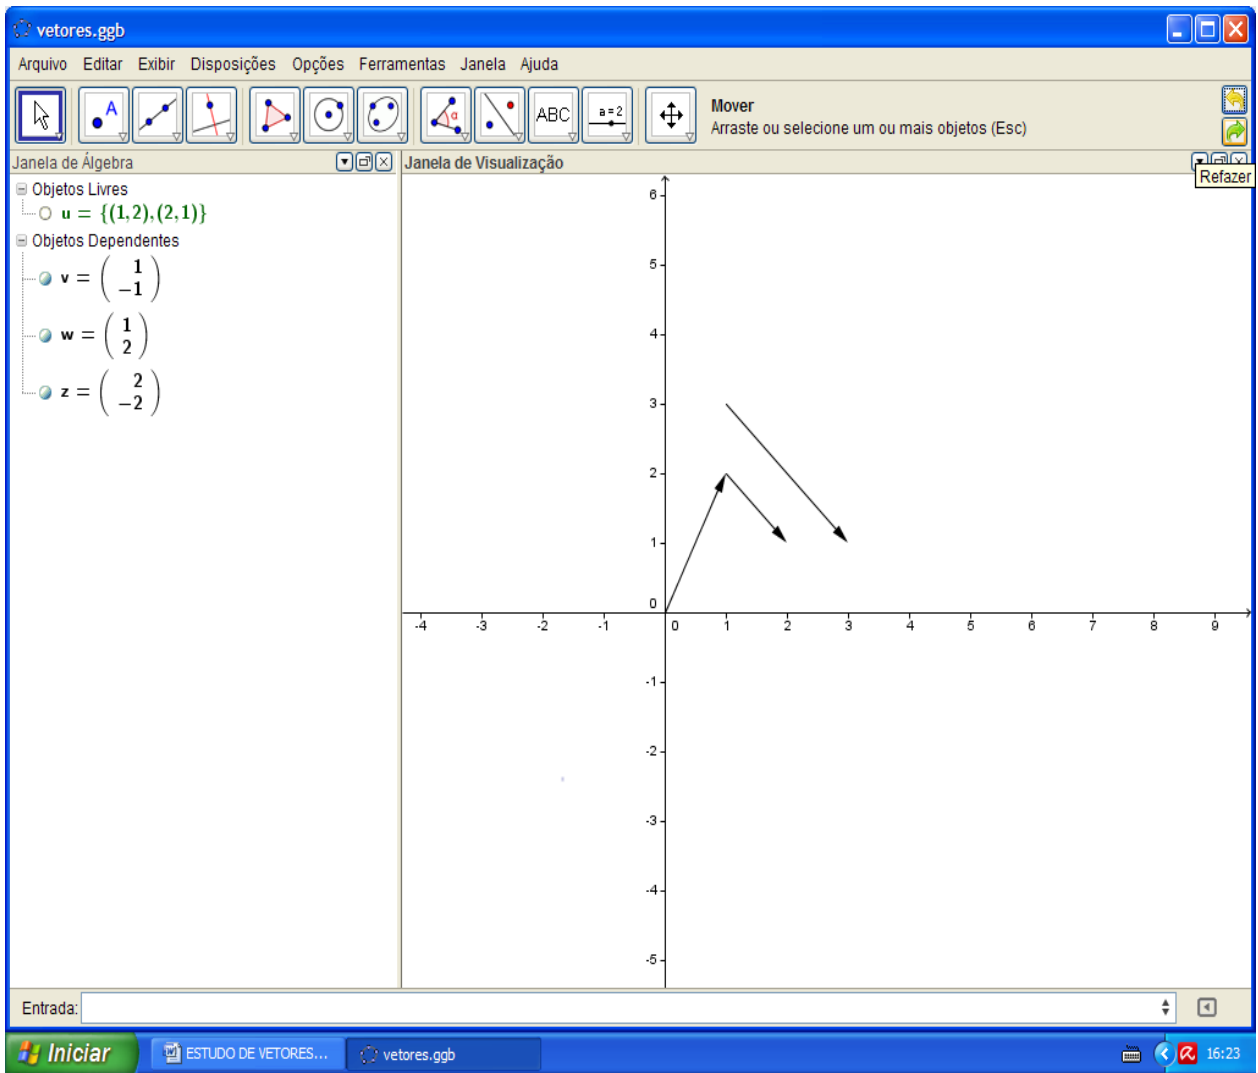 vetores.ggb
Arquivo Editar Exibir Disposições Opções Ferramentas Janela Ajuda
A
α
ABC
a=2
Mover
Arraste ou selecione um ou mais objetos (Esc)
Janela de Álgebra
Janela de Visualização
Refazer
Objetos Livres
u = {(1,2),(2,1)}
Objetos Dependentes
v = ( 1
-1 )
w = ( 1
2 )
z = ( 2
-2 )
6
5
4
3
2
1
0
-4 -3 -2 -1 0 1 2 3 4 5 6 7 8 9
-1
-2
-3
-4
-5
Entrada:
Iniciar
ESTUDO DE VETORES...
vetores.ggb
16:23